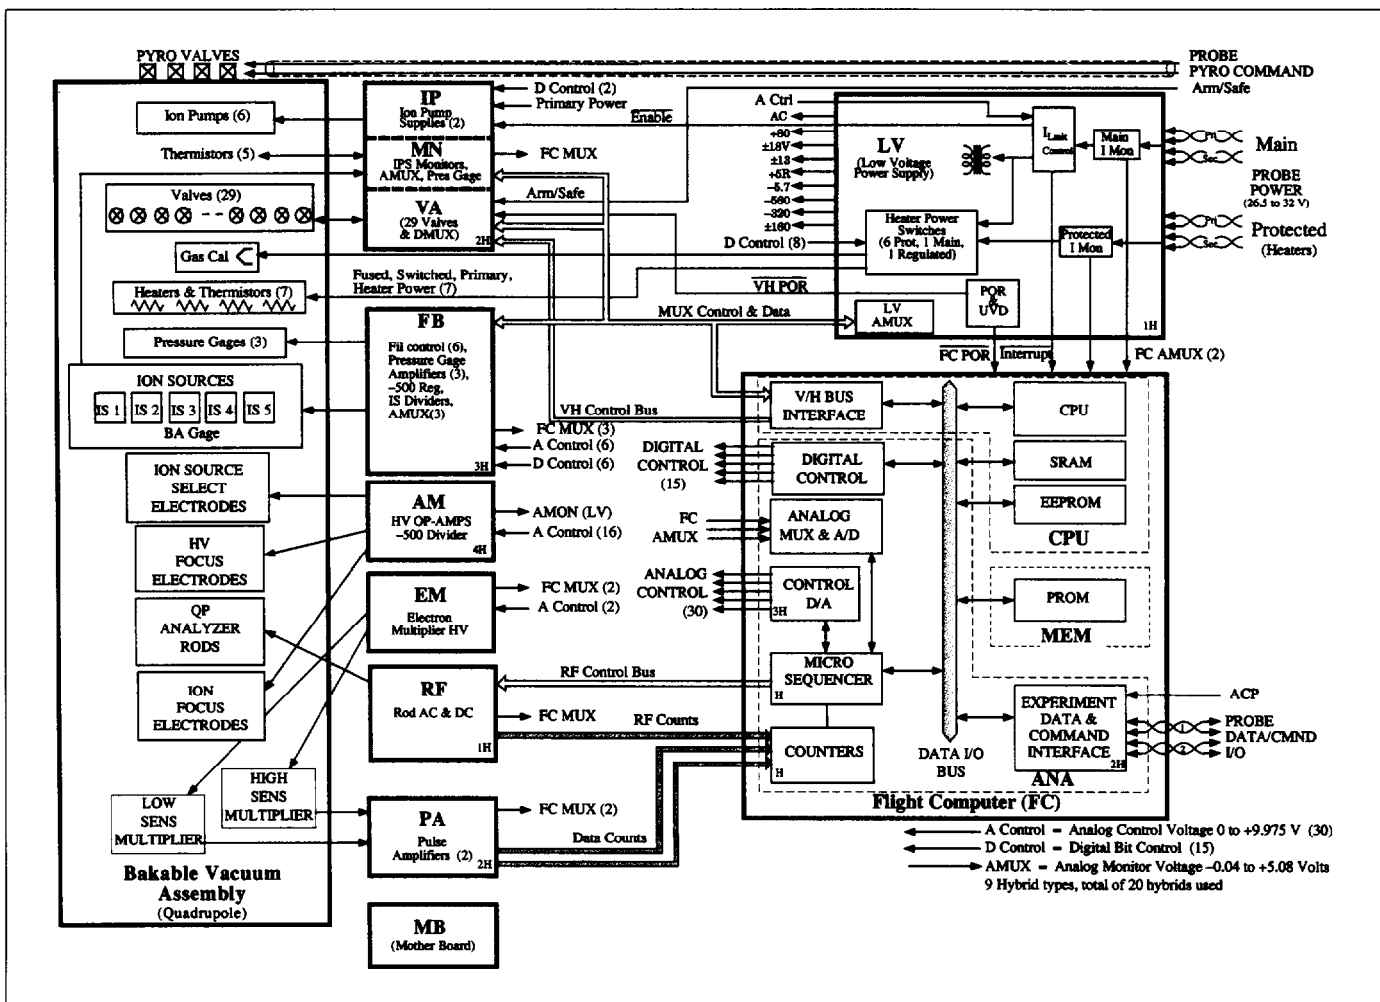 PYRO VALVES
PROBE
PYRO COMMAND
Arm/Safe
Ion Pumps (6)
Thermistors (5)
Valves (29)
Gas Cal
Heaters & Thermistors (7)
Pressure Gages (3)
ION SOURCES
IS 1 IS 2 IS 3 IS 4 IS 5
BA Gage
ION SOURCE
SELECT
ELECTRODES
HV
FOCUS
ELECTRODES
QP
ANALYZER
RODS
ION
FOCUS
ELECTRODES
HIGH
SENS
MULTIPLIER
LOW
SENS
MULTIPLIER
Bakable Vacuum
Assembly
(Quadrupole)
IP
Ion Pump
Supplies (2)
MN
IPS Monitors,
AMUX, Pres Gage
VA
(29 Valves
& DMUX)
2H
D Control (2)
Primary Power
Enable
FC MUX
Arm/Safe
Fused, Switched, Primary,
Heater Power (7)
VH POR
MUX Control & Data
FB
Fil control (6),
Pressure Gage
Amplifiers (3),
-500 Reg,
IS Dividers,
AMUX(3)
3H
VH Control Bus
FC MUX (3)
A Control (6)
D Control (6)
AM
HV OP-AMPS
-500 Divider
4H
AMON (LV)
A Control (16)
EM
Electron
Multiplier HV
FC MUX (2)
A Control (2)
RF
Rod AC & DC
1H
RF Control Bus
FC MUX
RF Counts
PA
Pulse
Amplifiers (2)
2H
FC MUX (2)
Data Counts
MB
(Mother Board)
A Ctrl
AC
+80
±18V
±13
+5R
-5.7
-560
-320
±160
D Control (8)
LV
(Low Voltage
Power Supply)
I Limit
Control
Main
I Mon
Heater Power
Switches
(6 Prot, 1 Main,
1 Regulated)
Protected
I Mon
POR
&
UVD
LV
AMUX
1H
Pri
Sec
Main
PROBE
POWER
(26.5 to 32 V)
Pri
Sec
Protected
(Heaters)
FC POR
Interrupt
FC AMUX (2)
V/H BUS
INTERFACE
DIGITAL
CONTROL
(15)
DIGITAL
CONTROL
FC
AMUX
ANALOG
MUX & A/D
ANALOG
CONTROL
(30)
CONTROL
D/A
3H
MICRO
SEQUENCER
H
COUNTERS
H
DATA I/O
BUS
CPU
SRAM
EEPROM
CPU
PROM
MEM
EXPERIMENT
DATA &
COMMAND
INTERFACE
2H
ANA
ACP
1
2
PROBE
DATA/CMND
I/O
Flight Computer (FC)
A Control = Analog Control Voltage 0 to +9.975 V (30)
D Control = Digital Bit Control (15)
AMUX = Analog Monitor Voltage -0.04 to +5.08 Volts
9 Hybrid types, total of 20 hybrids used